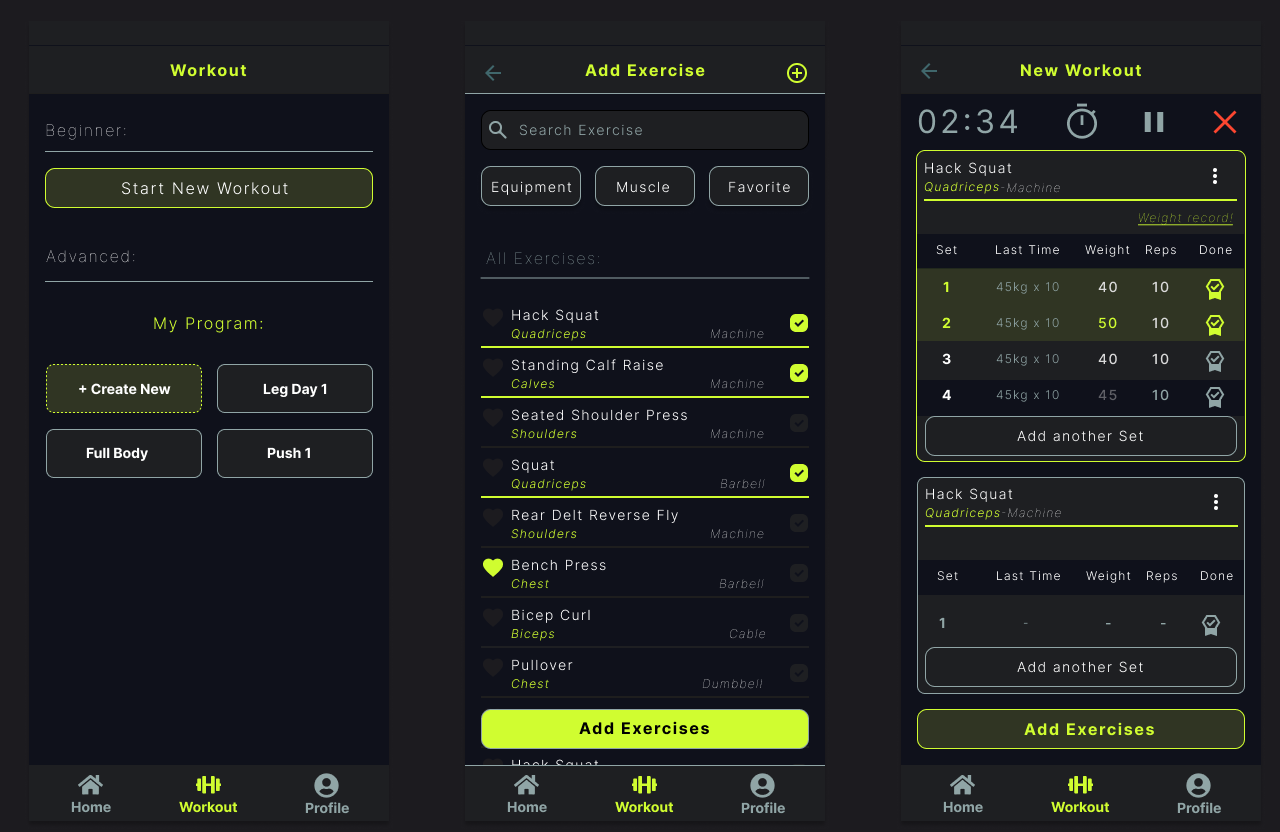 Workout
Beginner:
Start New Workout
Advanced:
My Program:
+ Create New
Leg Day 1
Full Body
Push 1
Home
Workout
Profile
Add Exercise
Search Exercise
Equipment
Muscle
Favorite
All Exercises:
Hack Squat
Quadriceps Machine
Standing Calf Raise
Calves Machine
Seated Shoulder Press
Shoulders Machine
Squat
Quadriceps Barbell
Rear Delt Reverse Fly
Shoulders Machine
Bench Press
Chest Barbell
Bicep Curl
Biceps Cable
Pullover
Chest Dumbbell
Add Exercises
Hack Squat
Home
Workout
Profile
New Workout
02:34
Hack Squat
Quadriceps-Machine
Weight record!
Set Last Time Weight Reps Done
1 45kg x 10 40 10
2 45kg x 10 50 10
3 45kg x 10 40 10
4 45kg x 10 45 10
Add another Set
Hack Squat
Quadriceps-Machine
Set Last Time Weight Reps Done
1 - - -
Add another Set
Add Exercises
Home
Workout
Profile